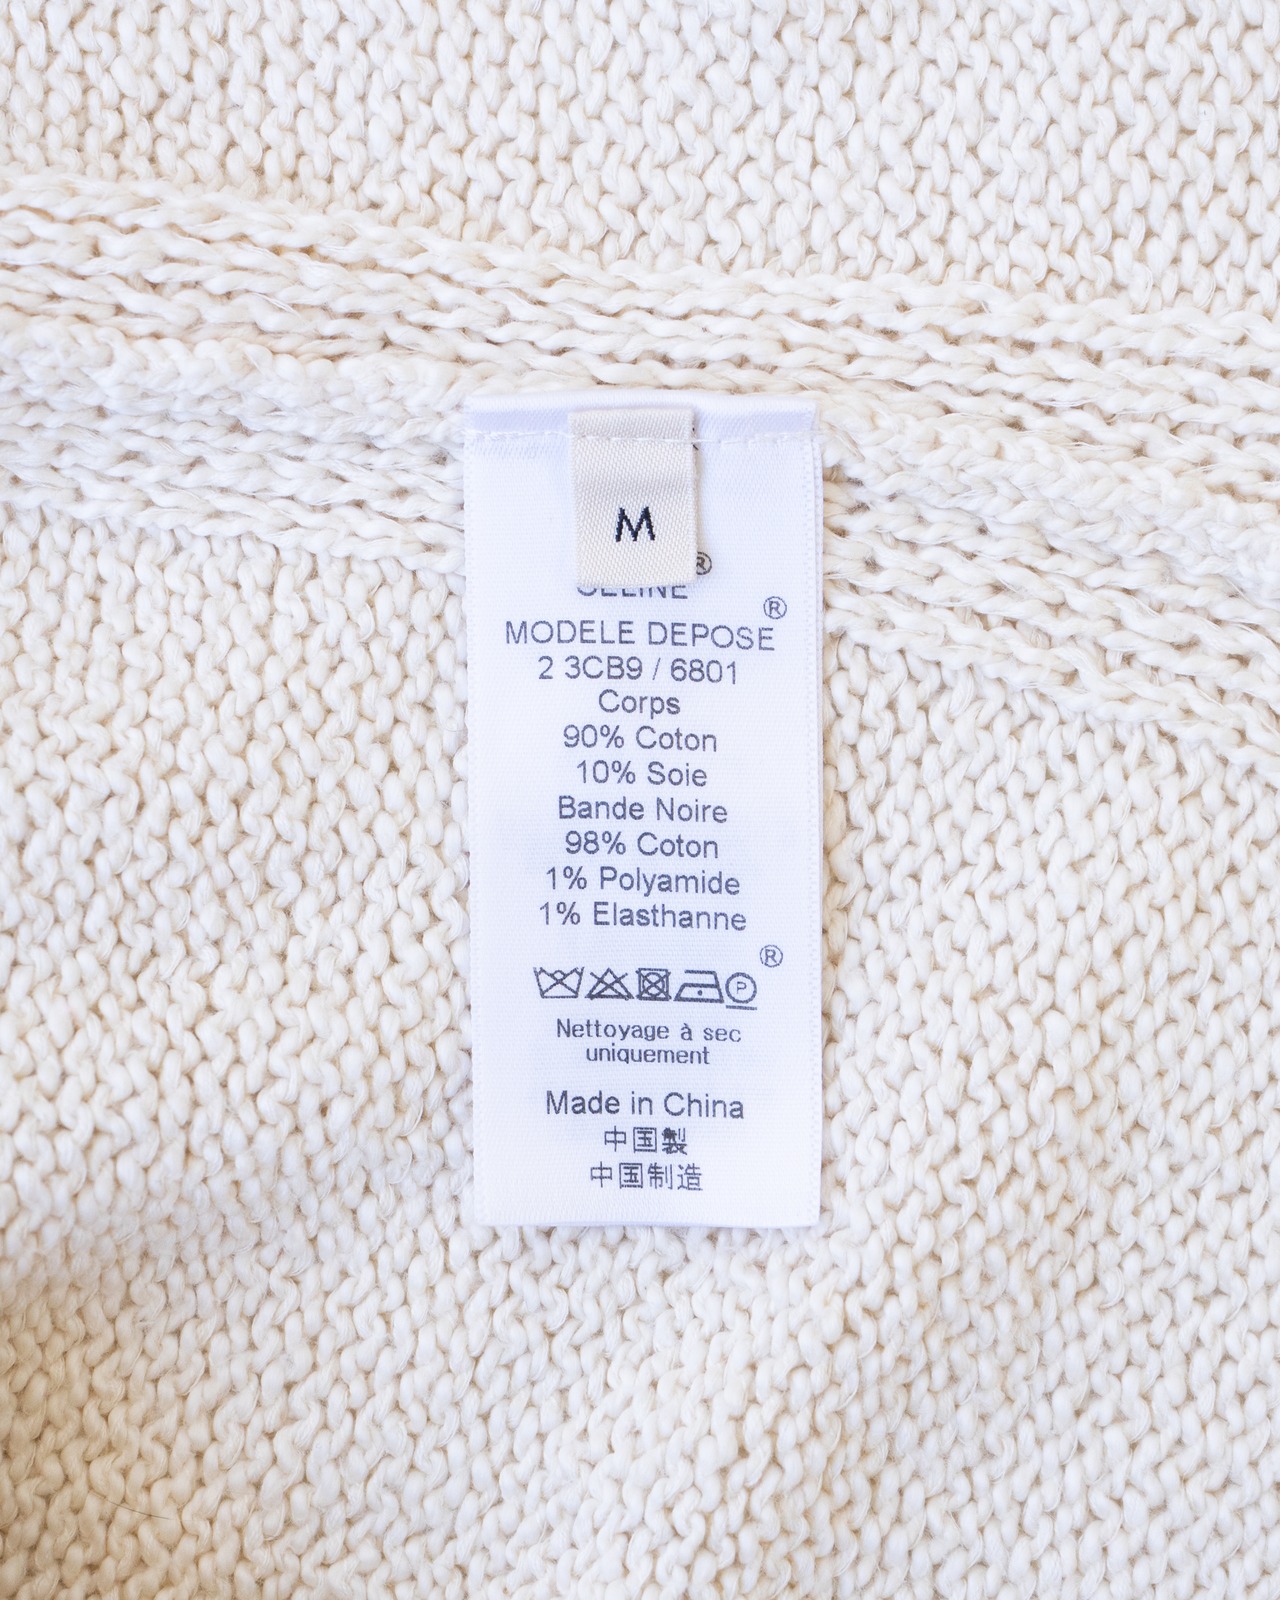 M
®
CELINE
®
MODELE DEPOSE
2 3CB9 / 6801
Corps
90% Coton
10% Soie
Bande Noire
98% Coton
1% Polyamide
1% Elasthanne
®
P
Nettoyage à sec
uniquement
Made in China
中国製
中国制造